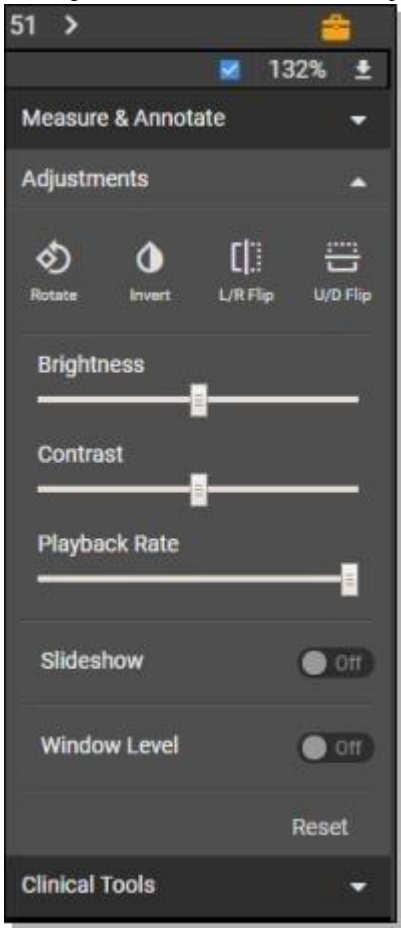 51 >
132%
Measure & Annotate
Adjustments
Rotate Invert L/R Flip U/D Flip
Brightness
Contrast
Playback Rate
Slideshow Off
Window Level Off
Reset
Clinical Tools